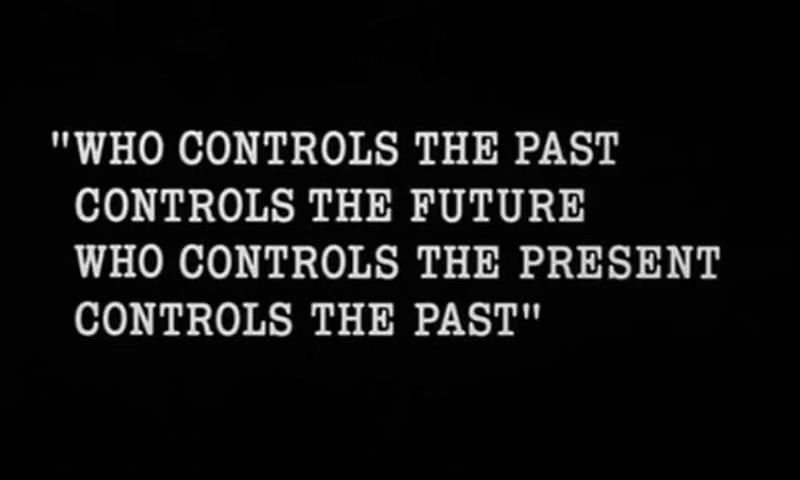 "WHO CONTROLS THE PAST
CONTROLS THE FUTURE
WHO CONTROLS THE PRESENT
CONTROLS THE PAST"